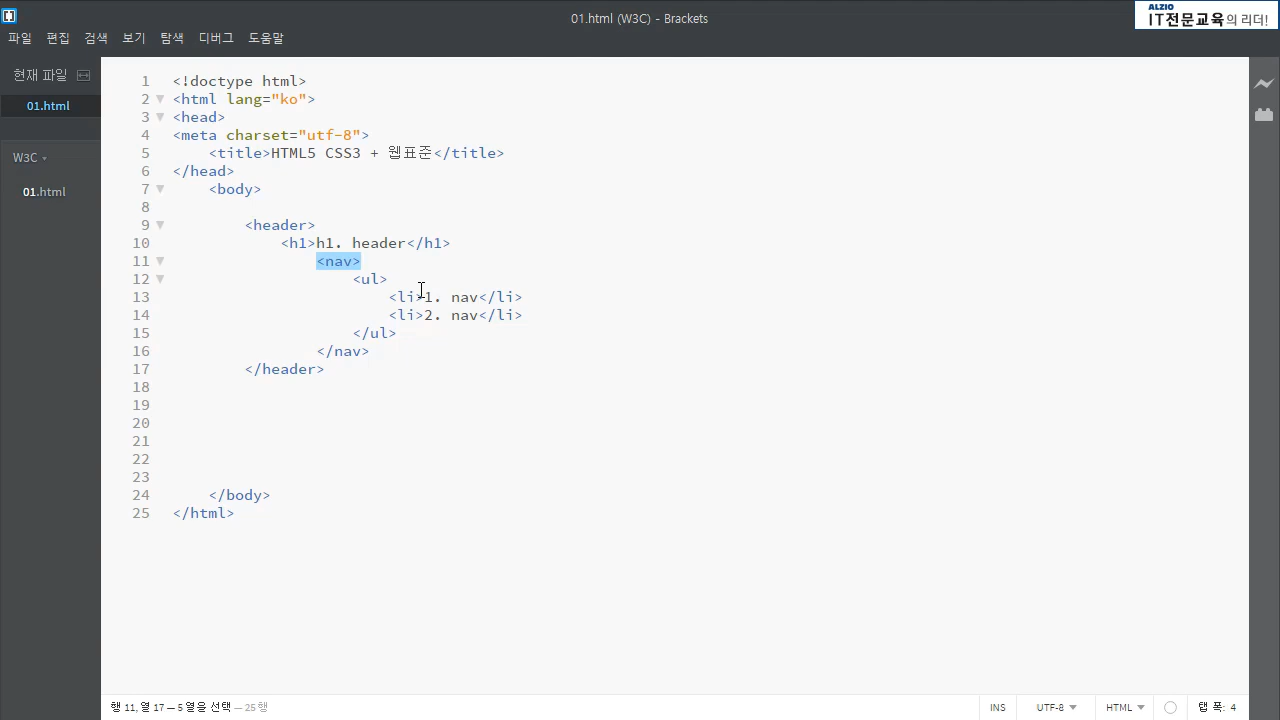 01.html (W3C) - Brackets
ALZIO
IT전문교육의 리더!
파일 편집 검색 보기 탐색 디버그 도움말
현재 파일
01.html
W3C
01.html
1 <!doctype html>
2 <html lang="ko">
3 <head>
4 <meta charset="utf-8">
5 <title>HTML5 CSS3 + 웹표준</title>
6 </head>
7 <body>
8
9 <header>
10 <h1>h1. header</h1>
11 <nav>
12 <ul>
13 <li>1. nav</li>
14 <li>2. nav</li>
15 </ul>
16 </nav>
17 </header>
18
19
20
21
22
23
24 </body>
25 </html>
행 11, 열 17 — 5 열을 선택 — 25 행
INS UTF-8 HTML 탭 폭: 4